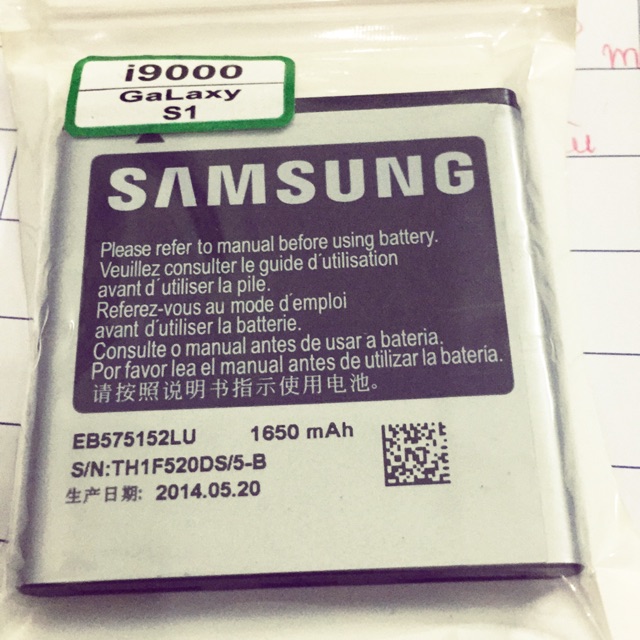 i9000
GaLaxy
S1
SAMSUNG
Please refer to manual before using battery.
Veuillez consulter le guide d´utilisation
avant d´utiliser la pile.
Referez-vous au mode d´emploi
avant d´utiliser la batterie.
Consulte o manual antes de usar a bateria.
Por favor lea el manual antes de utilizar la batería.
请按照说明书指示使用电池。
EB575152LU 1650 mAh
S/N:TH1F520DS/5-B
生产日期: 2014.05.20